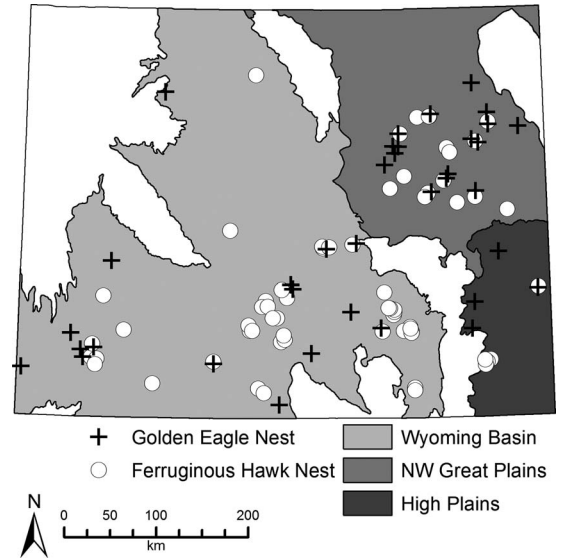 Golden Eagle Nest
Ferruginous Hawk Nest
Wyoming Basin
NW Great Plains
High Plains
N
0 50 100 200
km